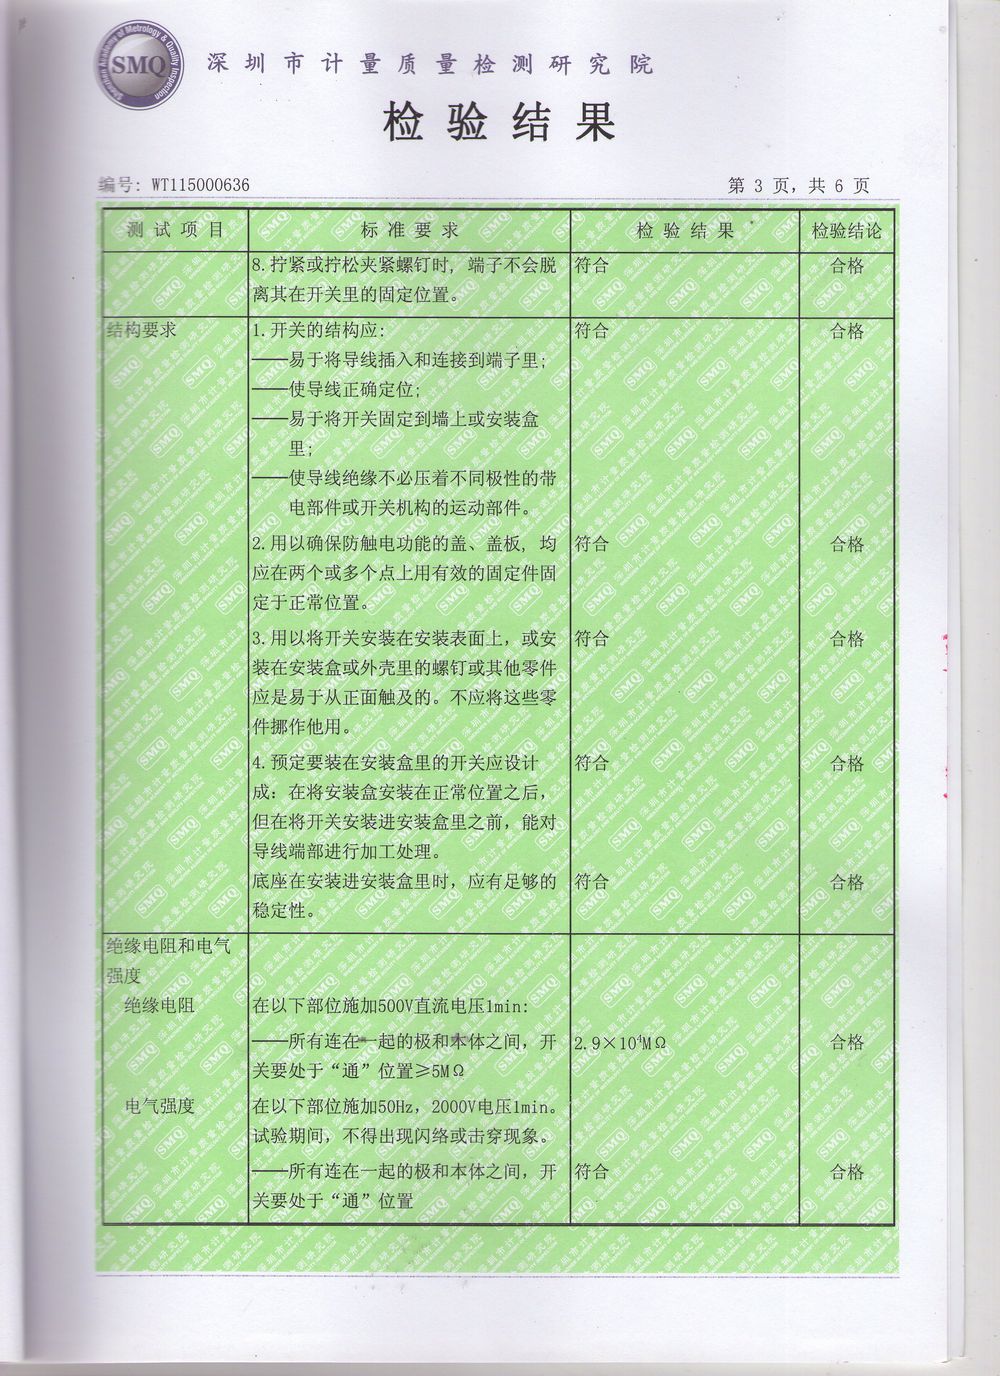 Shenzhen Academy of Metrology & Quality Inspection
SMQ
深圳市计量质量检测研究院
检验结果
编号: WT115000636
第 3 页, 共 6 页
测试项目 标准要求 检验结果 检验结论
8.拧紧或拧松夹紧螺钉时, 端子不会脱 符合 合格
离其在开关里的固定位置。
结构要求 1.开关的结构应: 符合 合格
——易于将导线插入和连接到端子里;
——使导线正确定位;
——易于将开关固定到墙上或安装盒
里;
——使导线绝缘不必压着不同极性的带
电部件或开关机构的运动部件。
2.用以确保防触电功能的盖、盖板, 均 符合 合格
应在两个或多个点上用有效的固定件固
定于正常位置。
3.用以将开关安装在安装表面上, 或安 符合 合格
装在安装盒或外壳里的螺钉或其他零件
应是易于从正面触及的。不应将这些零
件挪作他用。
4.预定要装在安装盒里的开关应设计 符合 合格
成: 在将安装盒安装在正常位置之后,
但在将开关安装进安装盒里之前, 能对
导线端部进行加工处理。
底座在安装进安装盒里时, 应有足够的 符合 合格
稳定性。
绝缘电阻和电气
强度
绝缘电阻 在以下部位施加500V直流电压1min:
——所有连在一起的极和本体之间, 开 2.9×10⁴MΩ 合格
关要处于“通”位置≥5MΩ
电气强度 在以下部位施加50Hz, 2000V电压1min。
试验期间, 不得出现闪络或击穿现象。
——所有连在一起的极和本体之间, 开 符合 合格
关要处于“通”位置